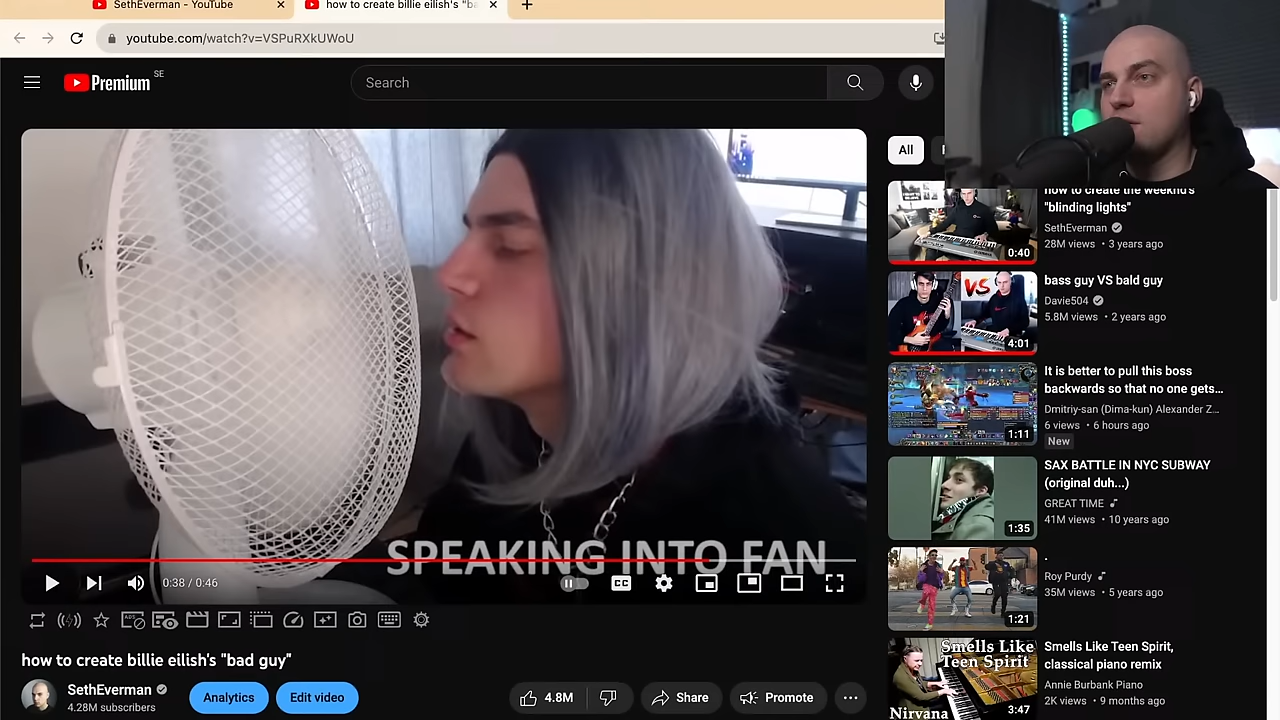 SethEverman - YouTube
how to create billie eilish's "ba
youtube.com/watch?v=VSPuRXkUWoU
Premium
SE
Search
SPEAKING INTO FAN
0:38 / 0:46
CC
how to create billie eilish's "bad guy"
SethEverman
4.28M subscribers
Analytics
Edit video
4.8M
Share
Promote
All
how to create the weeknd's
"blinding lights"
SethEverman
28M views • 3 years ago
0:40
VS
bass guy VS bald guy
Davie504
5.8M views • 2 years ago
4:01
It is better to pull this boss
backwards so that no one gets...
Dmitriy-san (Dima-kun) Alexander Z...
6 views • 6 hours ago
New
1:11
SAX BATTLE IN NYC SUBWAY
(original duh...)
GREAT TIME
41M views • 10 years ago
1:35
.
Roy Purdy
35M views • 5 years ago
1:21
Smells Like
Teen Spirit
Nirvana
3:47
Smells Like Teen Spirit,
classical piano remix
Annie Burbank Piano
2K views • 9 months ago